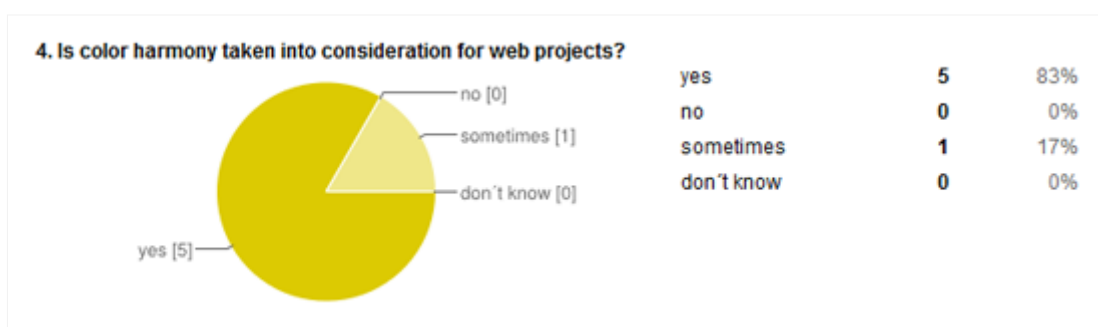 4. Is color harmony taken into consideration for web projects?
no [0]
sometimes [1]
don´t know [0]
yes [5]
yes 5 83%
no 0 0%
sometimes 1 17%
don´t know 0 0%